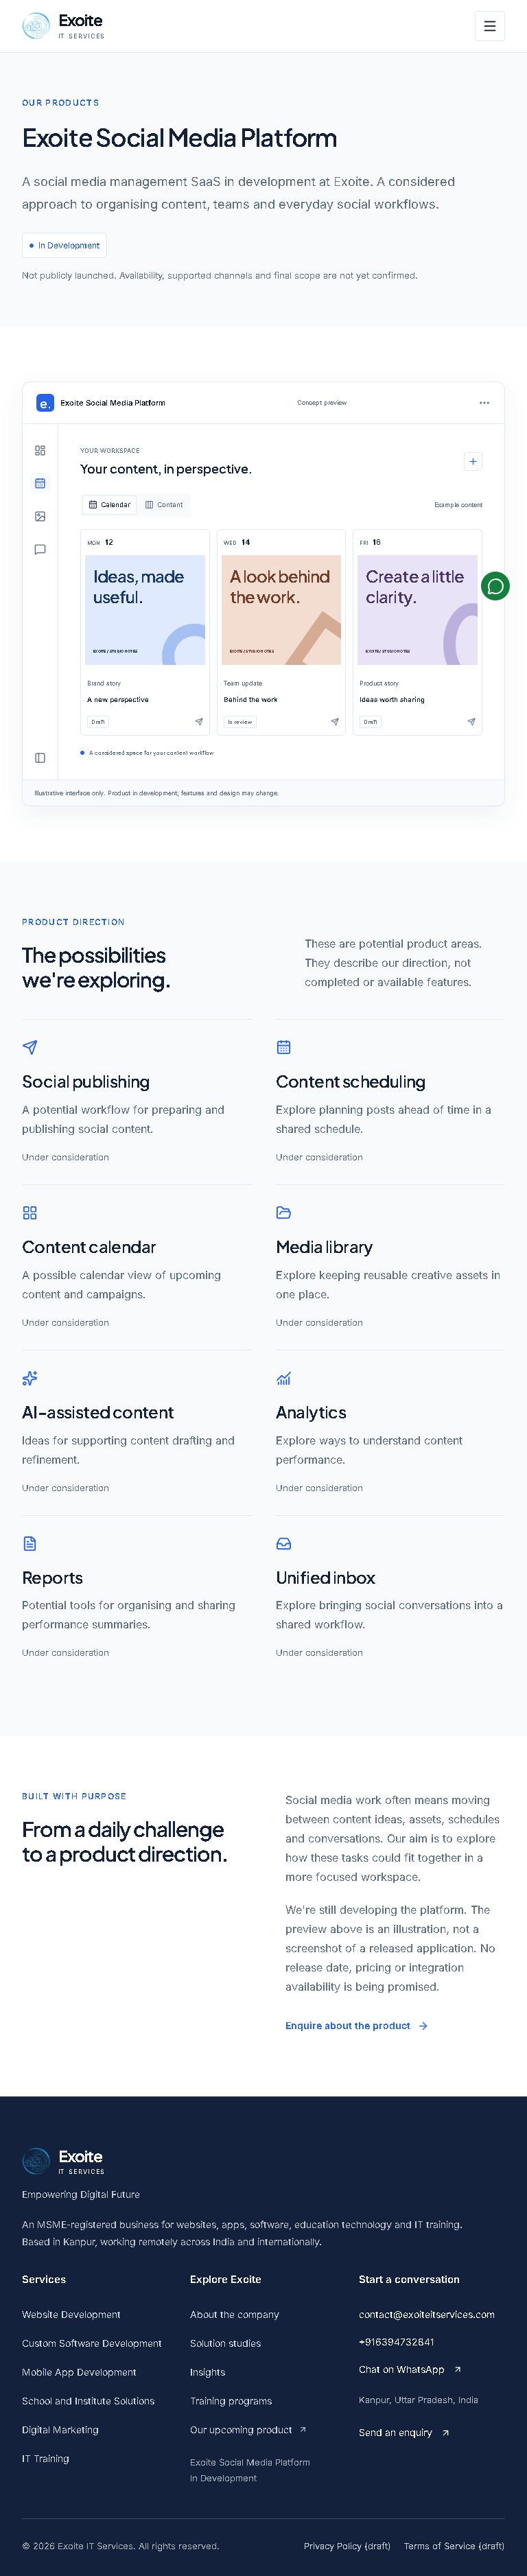 Exoite
IT SERVICES
OUR PRODUCTS
Exoite Social Media Platform
A social media management SaaS in development at Exoite. A considered
approach to organising content, teams and everyday social workflows.
In Development
Not publicly launched. Availability, supported channels and final scope are not yet confirmed.
e.
Exoite Social Media Platform
Concept preview
YOUR WORKSPACE
Your content, in perspective.
Calendar
Content
Example content
MON 12
WED 14
FRI 16
Ideas, made
useful.
EXOITE / STUDIO NOTES
A look behind
the work.
EXOITE / STUDIO NOTES
Create a little
clarity.
EXOITE / STUDIO NOTES
Brand story
A new perspective
Draft
Team update
Behind the work
In review
Product story
Ideas worth sharing
Draft
A considered space for your content workflow
Illustrative interface only. Product in development; features and design may change.
PRODUCT DIRECTION
The possibilities
we're exploring.
These are potential product areas.
They describe our direction, not
completed or available features.
Social publishing
A potential workflow for preparing and
publishing social content.
Under consideration
Content scheduling
Explore planning posts ahead of time in a
shared schedule.
Under consideration
Content calendar
A possible calendar view of upcoming
content and campaigns.
Under consideration
Media library
Explore keeping reusable creative assets in
one place.
Under consideration
AI-assisted content
Ideas for supporting content drafting and
refinement.
Under consideration
Analytics
Explore ways to understand content
performance.
Under consideration
Reports
Potential tools for organising and sharing
performance summaries.
Under consideration
Unified inbox
Explore bringing social conversations into a
shared workflow.
Under consideration
BUILT WITH PURPOSE
From a daily challenge
to a product direction.
Social media work often means moving
between content ideas, assets, schedules
and conversations. Our aim is to explore
how these tasks could fit together in a
more focused workspace.
We're still developing the platform. The
preview above is an illustration, not a
screenshot of a released application. No
release date, pricing or integration
availability is being promised.
Enquire about the product
Exoite
IT SERVICES
Empowering Digital Future
An MSME-registered business for websites, apps, software, education technology and IT training.
Based in Kanpur, working remotely across India and internationally.
Services
Website Development
Custom Software Development
Mobile App Development
School and Institute Solutions
Digital Marketing
IT Training
Explore Exoite
About the company
Solution studies
Insights
Training programs
Our upcoming product
Exoite Social Media Platform
In Development
Start a conversation
contact@exoiteitservices.com
+916394732841
Chat on WhatsApp
Kanpur, Uttar Pradesh, India
Send an enquiry
© 2026 Exoite IT Services. All rights reserved.
Privacy Policy (draft)
Terms of Service (draft)